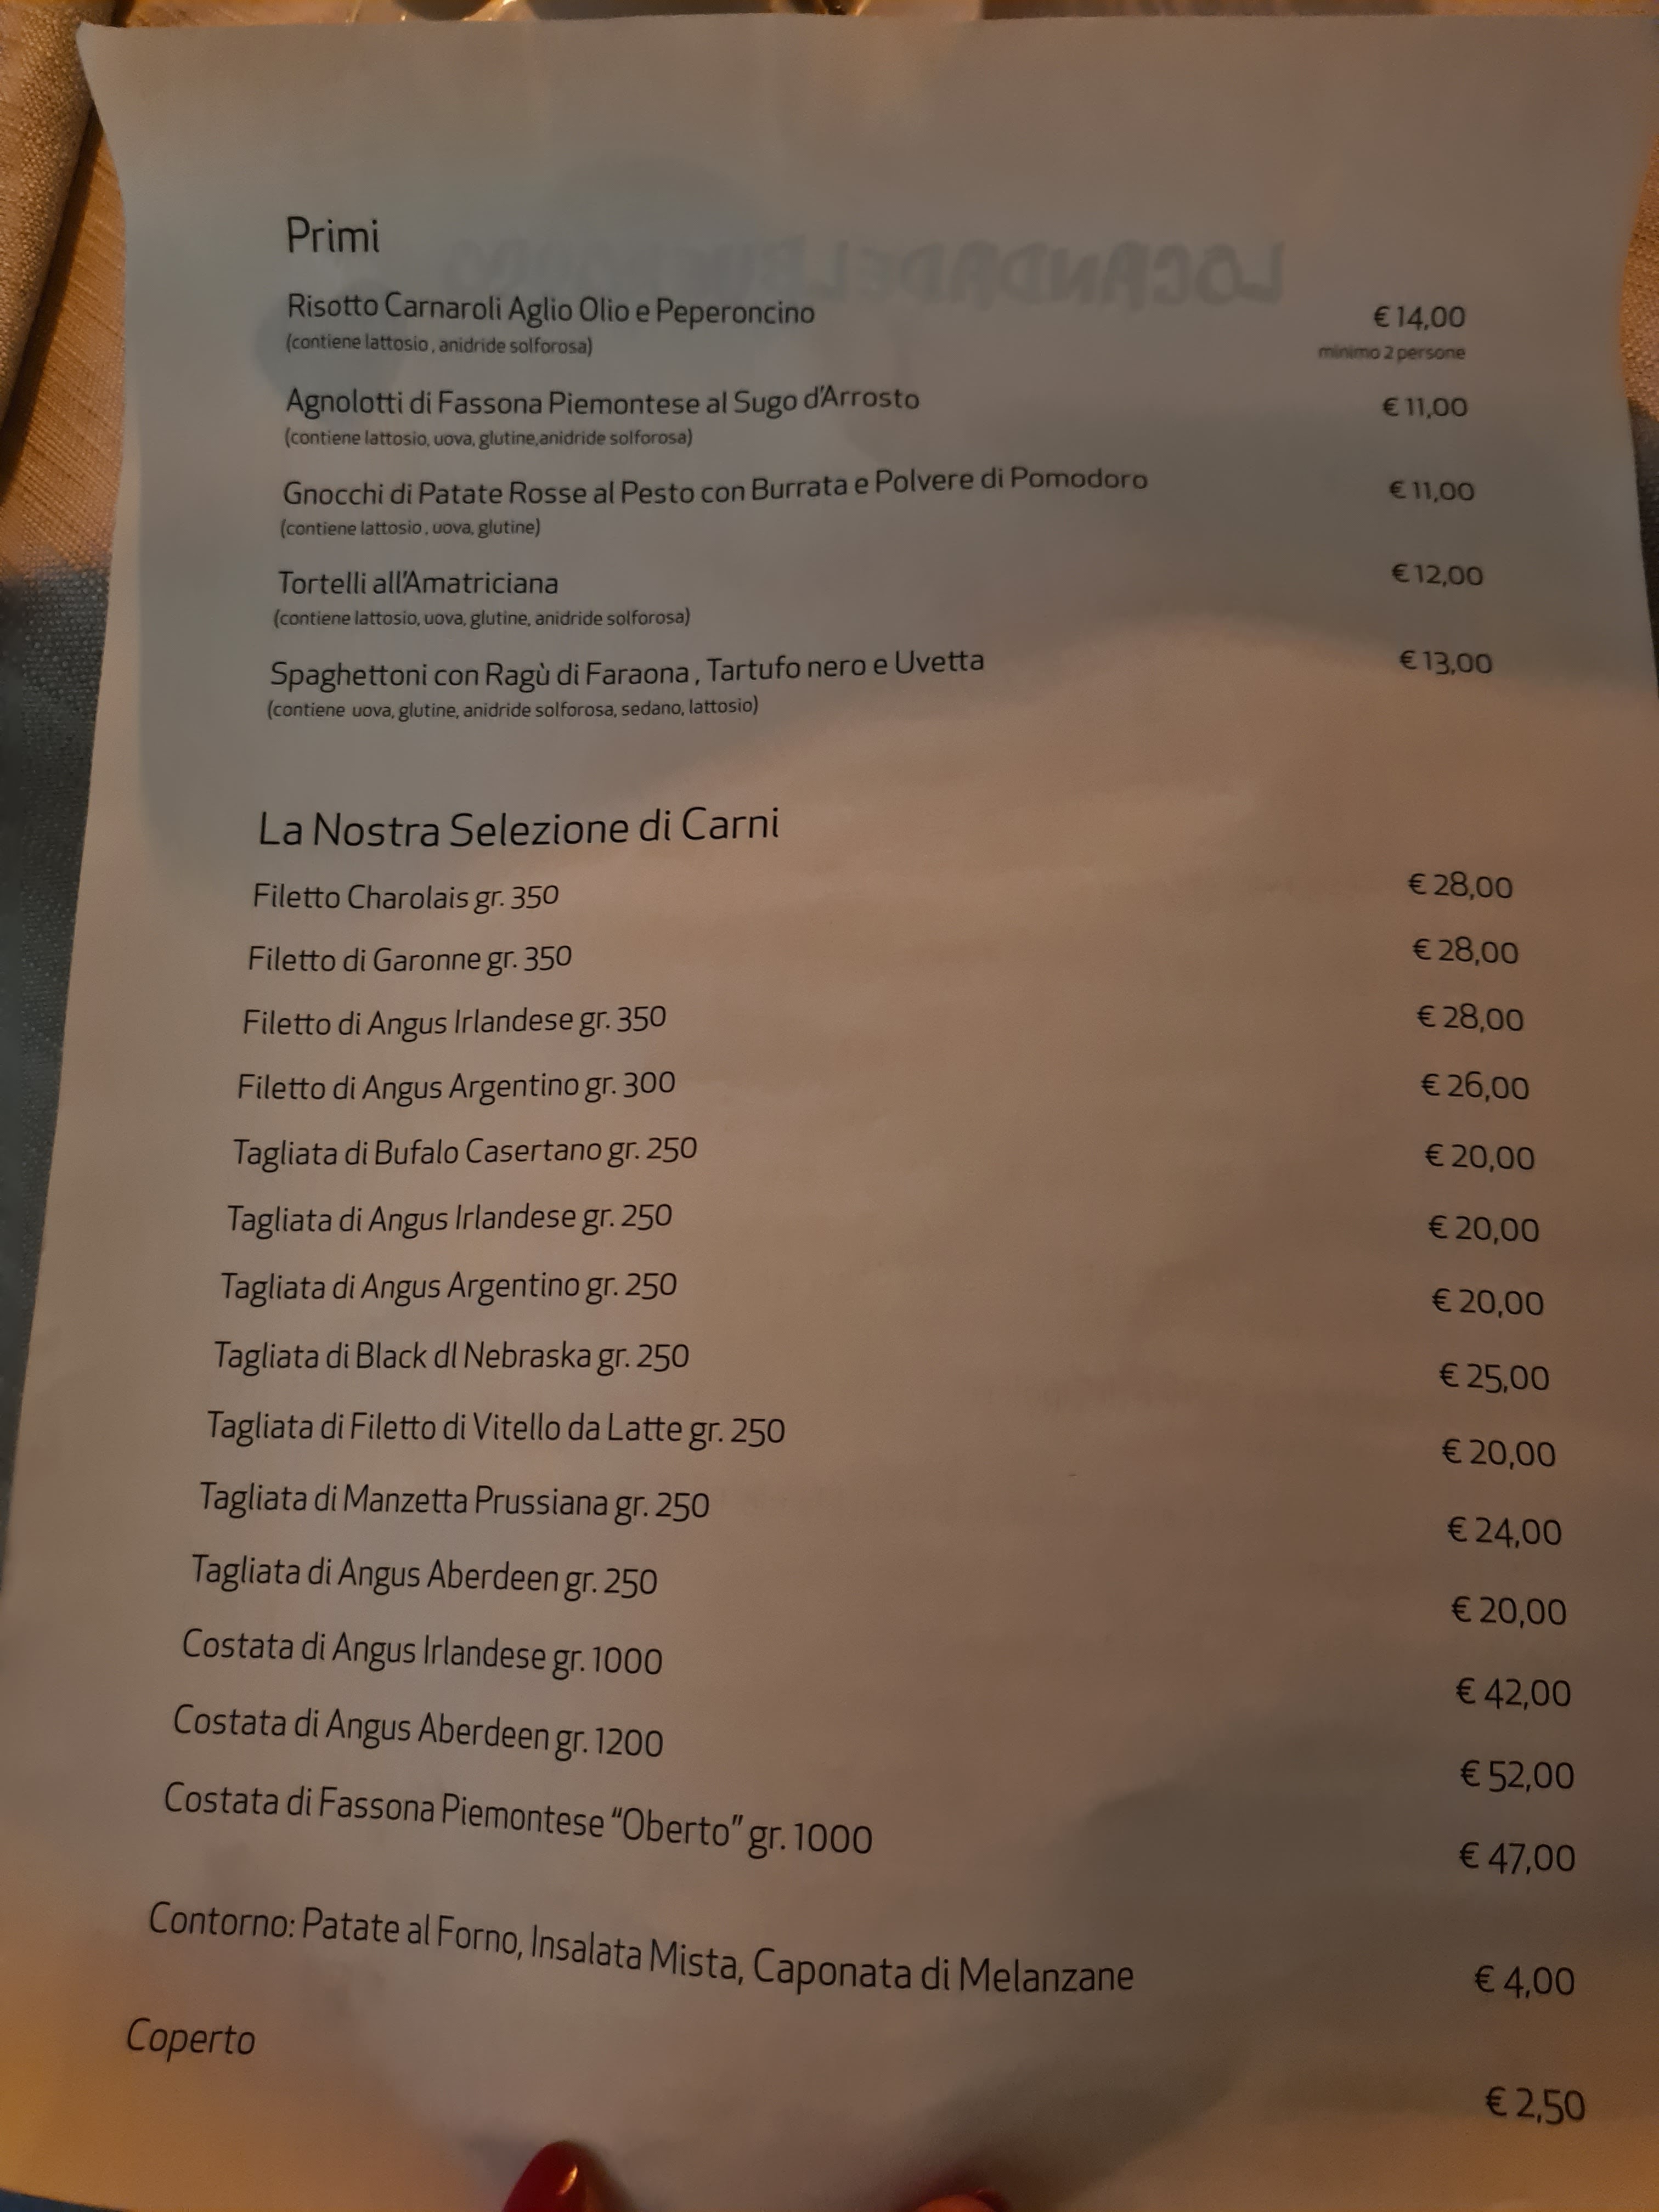 Primi
Risotto Carnaroli Aglio Olio e Peperoncino € 14,00
(contiene lattosio , anidride solforosa) minimo 2 persone
Agnolotti di Fassona Piemontese al Sugo d'Arrosto € 11,00
(contiene lattosio, uova, glutine,anidride solforosa)
Gnocchi di Patate Rosse al Pesto con Burrata e Polvere di Pomodoro € 11,00
(contiene lattosio , uova, glutine)
Tortelli all'Amatriciana € 12,00
(contiene lattosio, uova, glutine, anidride solforosa)
Spaghettoni con Ragù di Faraona , Tartufo nero e Uvetta € 13,00
(contiene uova, glutine, anidride solforosa, sedano, lattosio)
La Nostra Selezione di Carni
Filetto Charolais gr. 350 € 28,00
Filetto di Garonne gr. 350 € 28,00
Filetto di Angus Irlandese gr. 350 € 28,00
Filetto di Angus Argentino gr. 300 € 26,00
Tagliata di Bufalo Casertano gr. 250 € 20,00
Tagliata di Angus Irlandese gr. 250 € 20,00
Tagliata di Angus Argentino gr. 250 € 20,00
Tagliata di Black dl Nebraska gr. 250 € 25,00
Tagliata di Filetto di Vitello da Latte gr. 250 € 20,00
Tagliata di Manzetta Prussiana gr. 250 € 24,00
Tagliata di Angus Aberdeen gr. 250 € 20,00
Costata di Angus Irlandese gr. 1000 € 42,00
Costata di Angus Aberdeen gr. 1200 € 52,00
Costata di Fassona Piemontese “Oberto” gr. 1000 € 47,00
Contorno: Patate al Forno, Insalata Mista, Caponata di Melanzane € 4,00
Coperto € 2,50